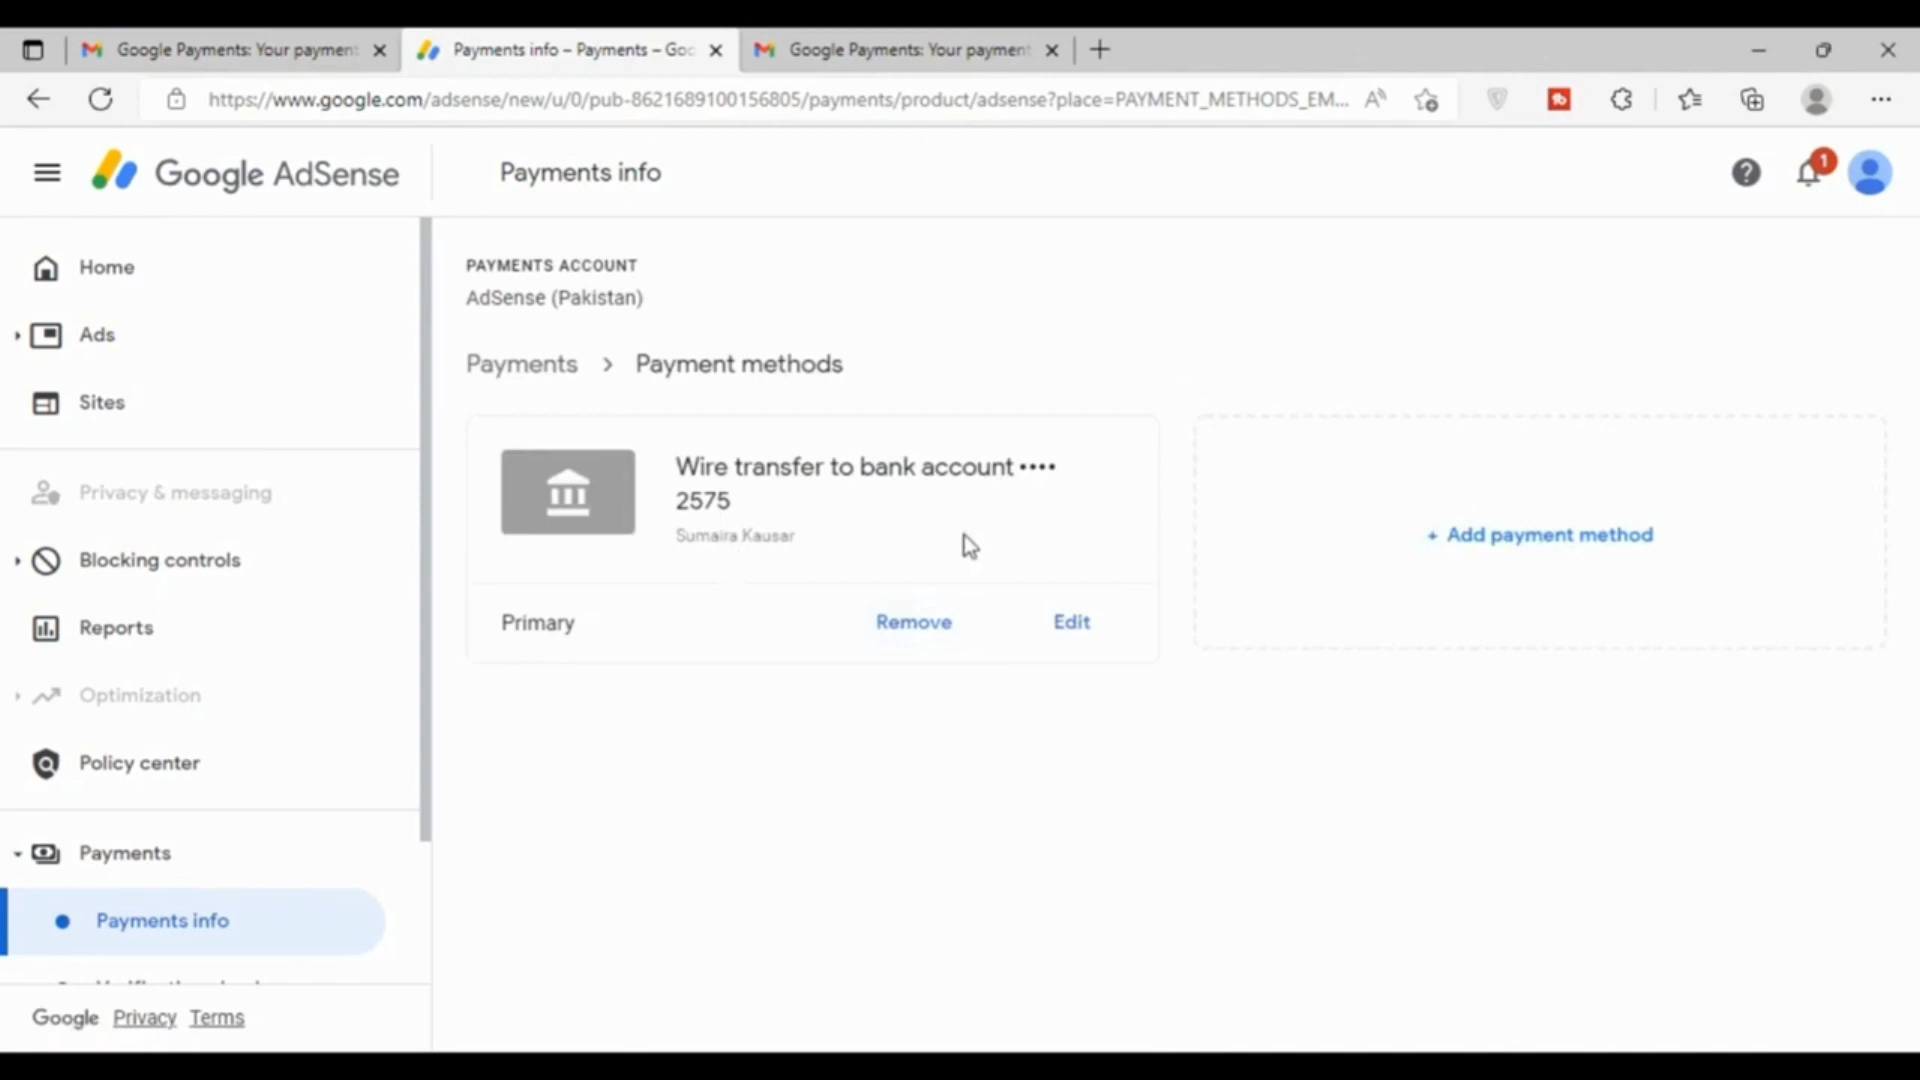 Google Payments: Your payment
Payments info – Payments – Goo
Google Payments: Your payment
https://www.google.com/adsense/new/u/0/pub-8621689100156805/payments/product/adsense?place=PAYMENT_METHODS_EM...
Google AdSense
Payments info
1
Home
Ads
Sites
Privacy & messaging
Blocking controls
Reports
Optimization
Policy center
Payments
Payments info
Google Privacy Terms
PAYMENTS ACCOUNT
AdSense (Pakistan)
Payments > Payment methods
Wire transfer to bank account ••••
2575
Sumaira Kausar
Primary
Remove
Edit
+ Add payment method